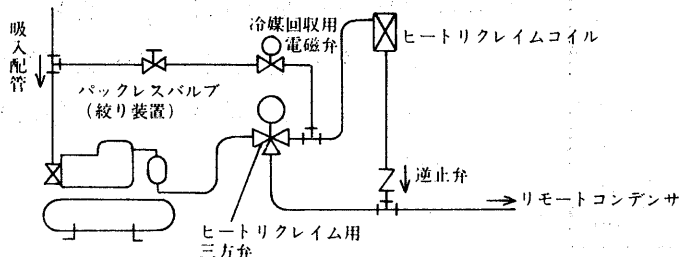 吸入配管
冷媒回収用
電磁弁
ヒートリクレイムコイル
パックレスバルブ
(絞り装置)
逆止弁
リモートコンデンサ
ヒートリクレイム用
三方弁